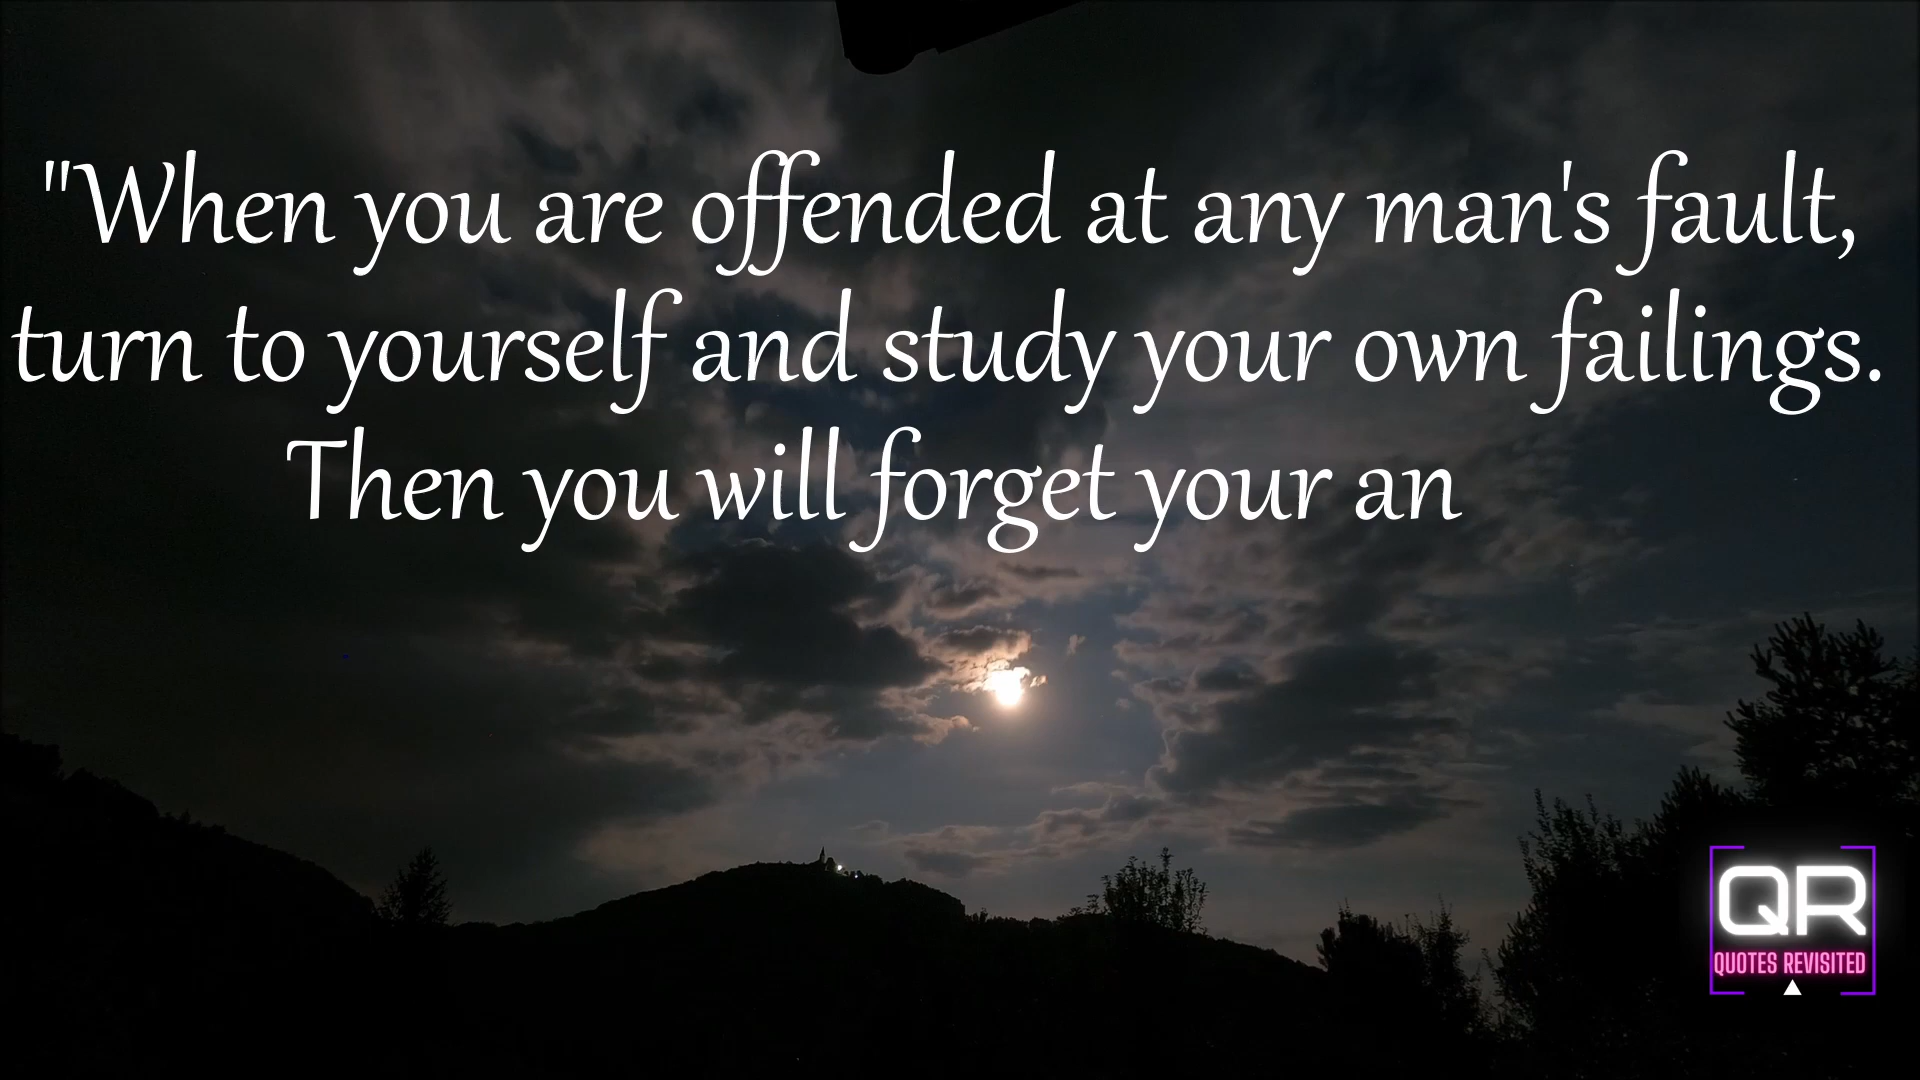 "When you are offended at any man's fault,
turn to yourself and study your own failings.
Then you will forget your an
QR
QUOTES REVISITED